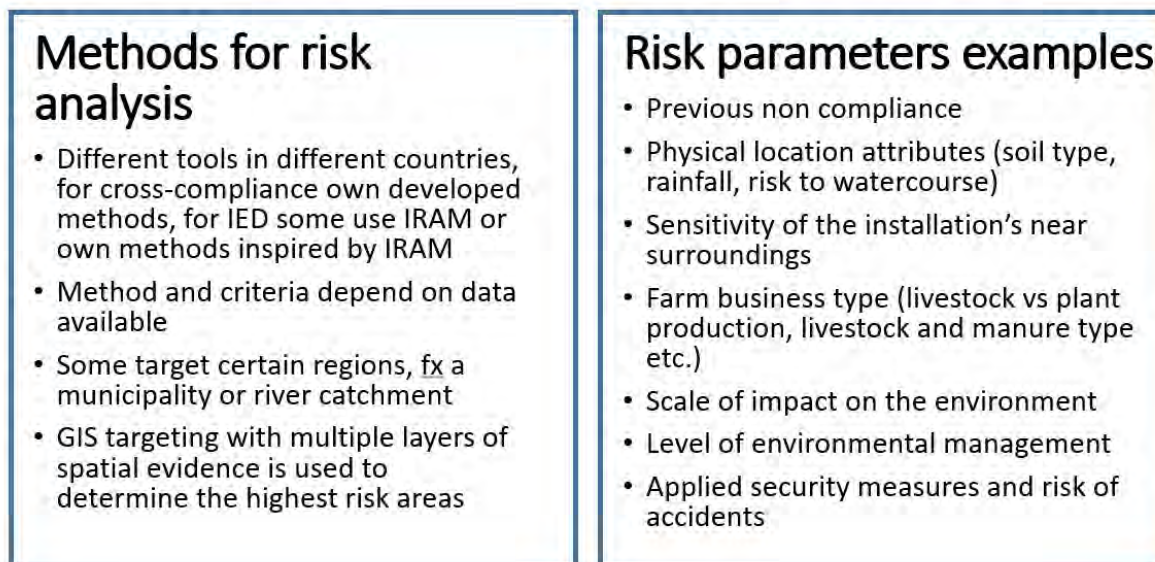 Methods for risk
analysis
• Different tools in different countries,
for cross-compliance own developed
methods, for IED some use IRAM or
own methods inspired by IRAM
• Method and criteria depend on data
available
• Some target certain regions, fx a
municipality or river catchment
• GIS targeting with multiple layers of
spatial evidence is used to
determine the highest risk areas
Risk parameters examples
• Previous non compliance
• Physical location attributes (soil type,
rainfall, risk to watercourse)
• Sensitivity of the installation's near
surroundings
• Farm business type (livestock vs plant
production, livestock and manure type
etc.)
• Scale of impact on the environment
• Level of environmental management
• Applied security measures and risk of
accidents